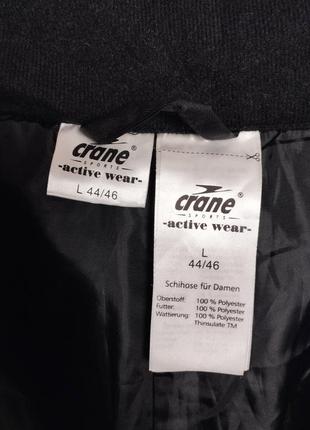 crane
SPORTS
-active wear-
L 44/46
crane
SPORTS
-active wear-
L
44/46
Schihose für Damen
Oberstoff: 100 % Polyester
Futter: 100 % Polyester
Wattierung: 100 % Polyester
Thinsulate TM